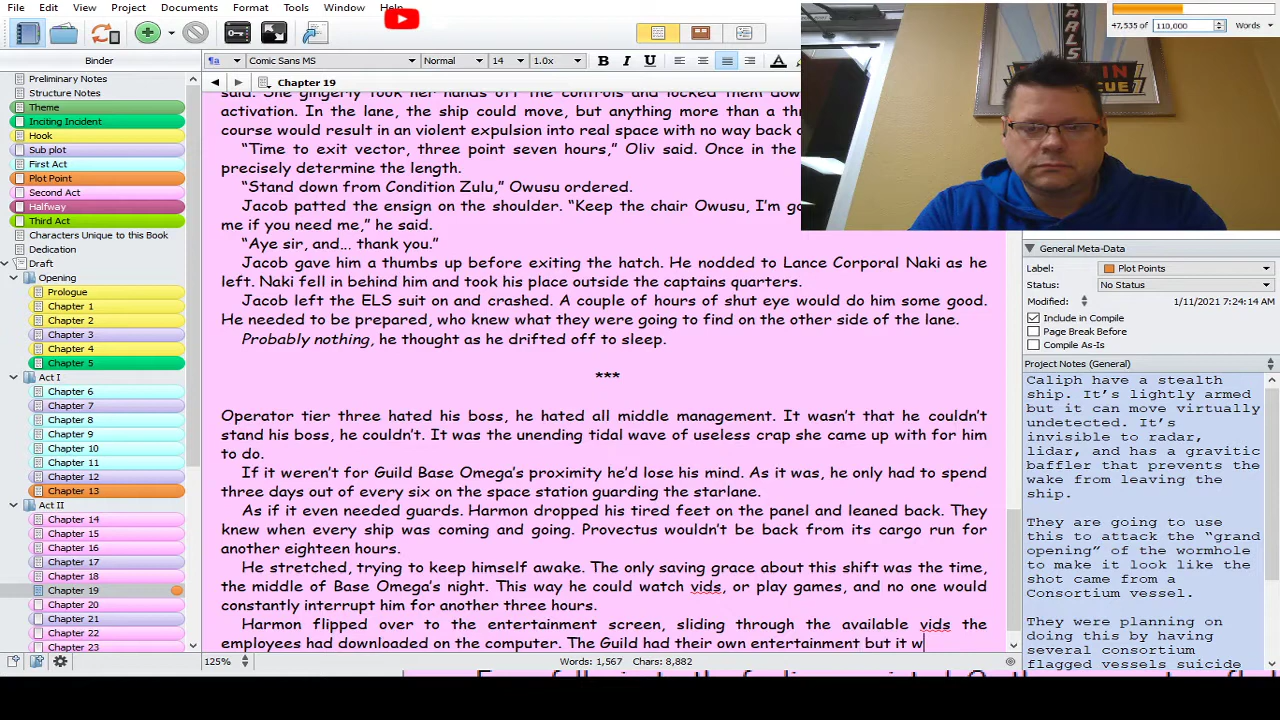 File Edit View Project Documents Format Tools Window Help
47,535 of 110,000 Words
Comic Sans MS Normal 14 1.0x B I U A
Binder
Chapter 19
Preliminary Notes
Structure Notes
Theme
Inciting Incident
Hook
Sub plot
First Act
Plot Point
Second Act
Halfway
Third Act
Characters Unique to this Book
Dedication
Draft
Opening
Prologue
Chapter 1
Chapter 2
Chapter 3
Chapter 4
Chapter 5
Act I
Chapter 6
Chapter 7
Chapter 8
Chapter 9
Chapter 10
Chapter 11
Chapter 12
Chapter 13
Act II
Chapter 14
Chapter 15
Chapter 16
Chapter 17
Chapter 18
Chapter 19
Chapter 20
Chapter 21
Chapter 22
Chapter 23
said. She gingerly took her hands off the controls and locked them dow
activation. In the lane, the ship could move, but anything more than a thr
course would result in an violent expulsion into real space with no way back
“Time to exit vector, three point seven hours,” Oliv said. Once in the
precisely determine the length.
“Stand down from Condition Zulu,” Owusu ordered.
Jacob patted the ensign on the shoulder. “Keep the chair Owusu, I’m go
me if you need me,” he said.
“Aye sir, and... thank you.”
Jacob gave him a thumbs up before exiting the hatch. He nodded to Lance Corporal Naki as he
left. Naki fell in behind him and took his place outside the captains quarters.
Jacob left the ELS suit on and crashed. A couple of hours of shut eye would do him some good.
He needed to be prepared, who knew what they were going to find on the other side of the lane.
Probably nothing, he thought as he drifted off to sleep.
***
Operator tier three hated his boss, he hated all middle management. It wasn’t that he couldn’t
stand his boss, he couldn’t. It was the unending tidal wave of useless crap she came up with for him
to do.
If it weren’t for Guild Base Omega’s proximity he’d lose his mind. As it was, he only had to spend
three days out of every six on the space station guarding the starlane.
As if it even needed guards. Harmon dropped his tired feet on the panel and leaned back. They
knew when every ship was coming and going. Provectus wouldn’t be back from its cargo run for
another eighteen hours.
He stretched, trying to keep himself awake. The only saving grace about this shift was the time,
the middle of Base Omega’s night. This way he could watch vids, or play games, and no one would
constantly interrupt him for another three hours.
Harmon flipped over to the entertainment screen, sliding through the available vids the
employees had downloaded on the computer. The Guild had their own entertainment but it w
125% Words: 1,567 Chars: 8,882
General Meta-Data
Label: Plot Points
Status: No Status
Modified: 1/11/2021 7:24:14 AM
Include in Compile
Page Break Before
Compile As-Is
Project Notes (General)
Caliph have a stealth
ship. It’s lightly armed
but it can move virtually
undetected. It’s
invisible to radar,
lidar, and has a gravitic
baffler that prevents the
wake from leaving the
ship.
They are going to use
this to attack the “grand
opening” of the wormhole
to make it look like the
shot came from a
Consortium vessel.
They were planning on
doing this by having
several consortium
flagged vessels suicide